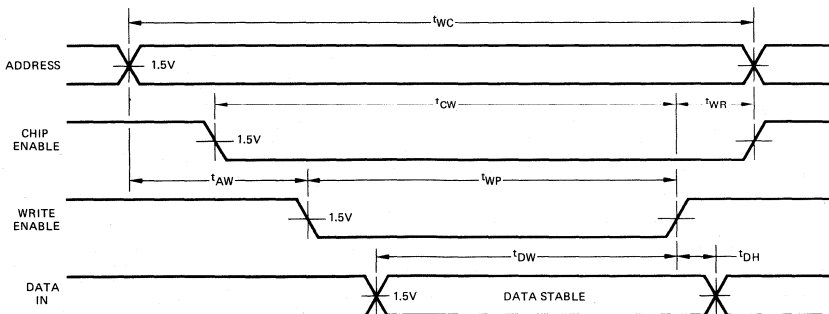 tWC
ADDRESS
1.5V
tCW
tWR
CHIP
ENABLE
1.5V
tAW
tWP
WRITE
ENABLE
1.5V
tDW
tDH
DATA
IN
1.5V
DATA STABLE